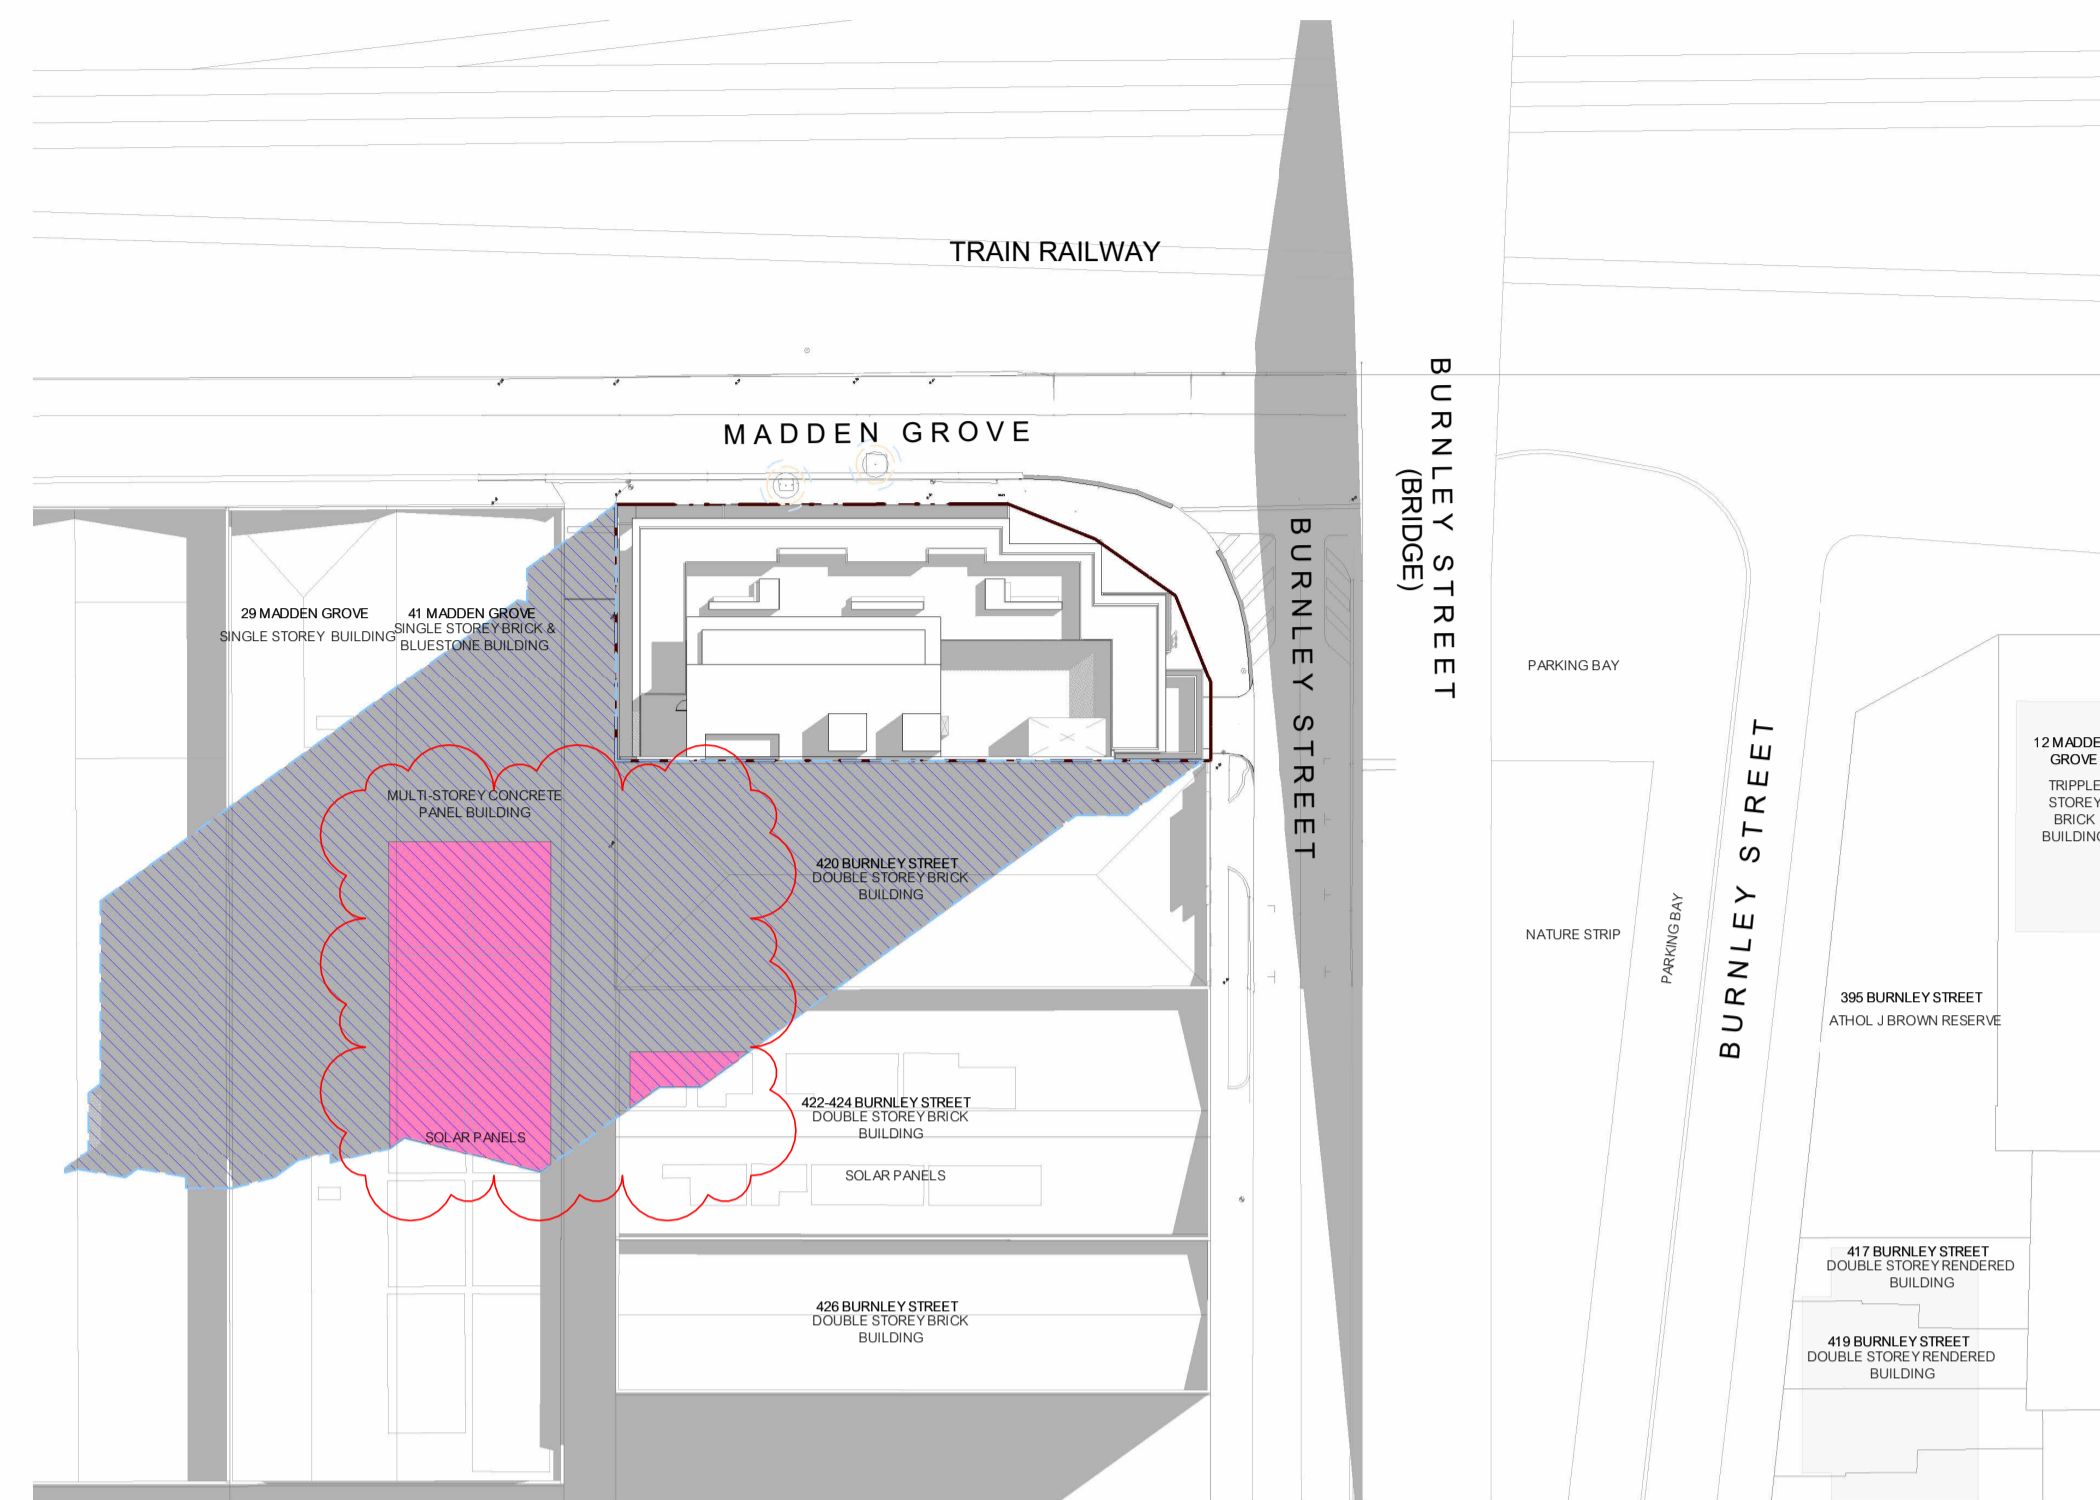 TRAIN RAILWAY
MADDEN GROVE
BURNLEY STREET
(BRIDGE)
BURNLEY STREET
29 MADDEN GROVE
SINGLE STOREY BUILDING
41 MADDEN GROVE
SINGLE STOREY BRICK &
BLUESTONE BUILDING
PARKING BAY
12 MADDE
GROVE
TRIPPLE
STOREY
BRICK
BUILDING
MULTI-STOREY CONCRETE
PANEL BUILDING
420 BURNLEY STREET
DOUBLE STOREY BRICK
BUILDING
NATURE STRIP
PARKING BAY
BURNLEY STREET
395 BURNLEY STREET
ATHOL J BROWN RESERVE
422-424 BURNLEY STREET
DOUBLE STOREY BRICK
BUILDING
SOLAR PANELS
SOLAR PANELS
417 BURNLEY STREET
DOUBLE STOREY RENDERED
BUILDING
426 BURNLEY STREET
DOUBLE STOREY BRICK
BUILDING
419 BURNLEY STREET
DOUBLE STOREY RENDERED
BUILDING